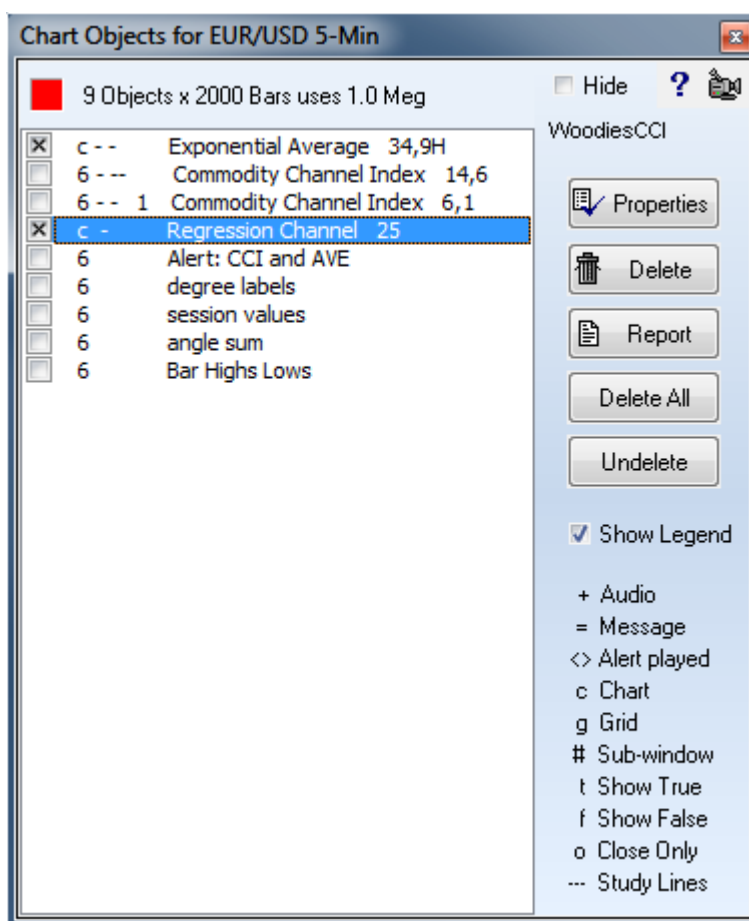 Chart Objects for EUR/USD 5-Min
9 Objects x 2000 Bars uses 1.0 Meg
Hide ?
WoodiesCCI
c - - Exponential Average 34,9H
6 - -- Commodity Channel Index 14,6
6 - - 1 Commodity Channel Index 6,1
c - Regression Channel 25
6 Alert: CCI and AVE
6 degree labels
6 session values
6 angle sum
6 Bar Highs Lows
Properties
Delete
Report
Delete All
Undelete
Show Legend
+ Audio
= Message
<> Alert played
c Chart
g Grid
# Sub-window
t Show True
f Show False
o Close Only
--- Study Lines